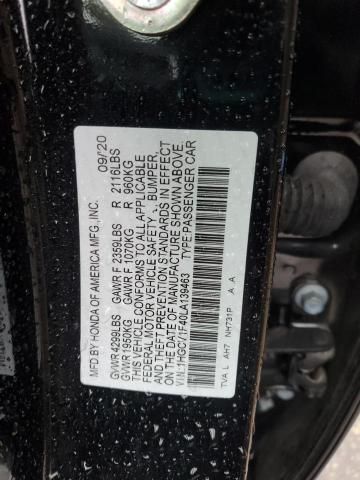 MFD. BY HONDA OF AMERICA MFG., INC. 09/20
GVWR 4299LBS GAWR F 2359LBS R 2116LBS
GVWR 1950KG GAWR F 1070KG R 960KG
THIS VEHICLE CONFORMS TO ALL APPLICABLE
FEDERAL MOTOR VEHICLE SAFETY, BUMPER,
AND THEFT PREVENTION STANDARDS IN EFFECT
ON THE DATE OF MANUFACTURE SHOWN ABOVE.
V.I.N.:1HGCV1F40LA139463 TYPE:PASSENGER CAR
TVA L AH7 NH731P A A